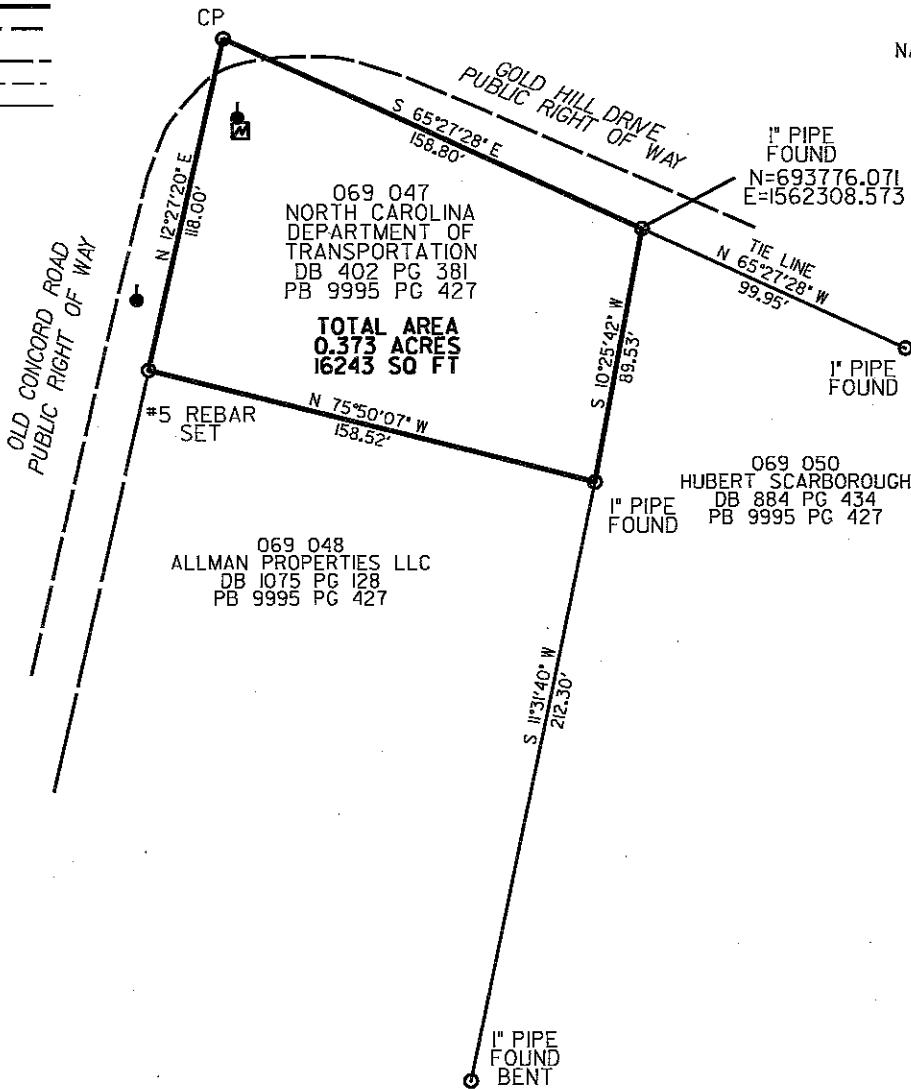 CP
NA
GOLD HILL DRIVE
PUBLIC RIGHT OF WAY
S 65°27'28" E
158.80'
1" PIPE
FOUND
N=693776.071
E=1562308.573
N 12°27'20" E
118.00'
069 047
NORTH CAROLINA
DEPARTMENT OF
TRANSPORTATION
DB 402 PG 381
PB 9995 PG 427
TOTAL AREA
0.373 ACRES
16243 SQ FT
TIE LINE
N 65°27'28" W
99.95'
OLD CONCORD ROAD
PUBLIC RIGHT OF WAY
S 10°25'42" W
89.53'
1" PIPE
FOUND
#5 REBAR
SET
N 75°50'07" W
158.52'
1" PIPE
FOUND
069 050
HUBERT SCARBOROUGH
DB 884 PG 434
PB 9995 PG 427
069 048
ALLMAN PROPERTIES LLC
DB 1075 PG 128
PB 9995 PG 427
S 11°31'40" W
212.30'
1" PIPE
FOUND
BENT